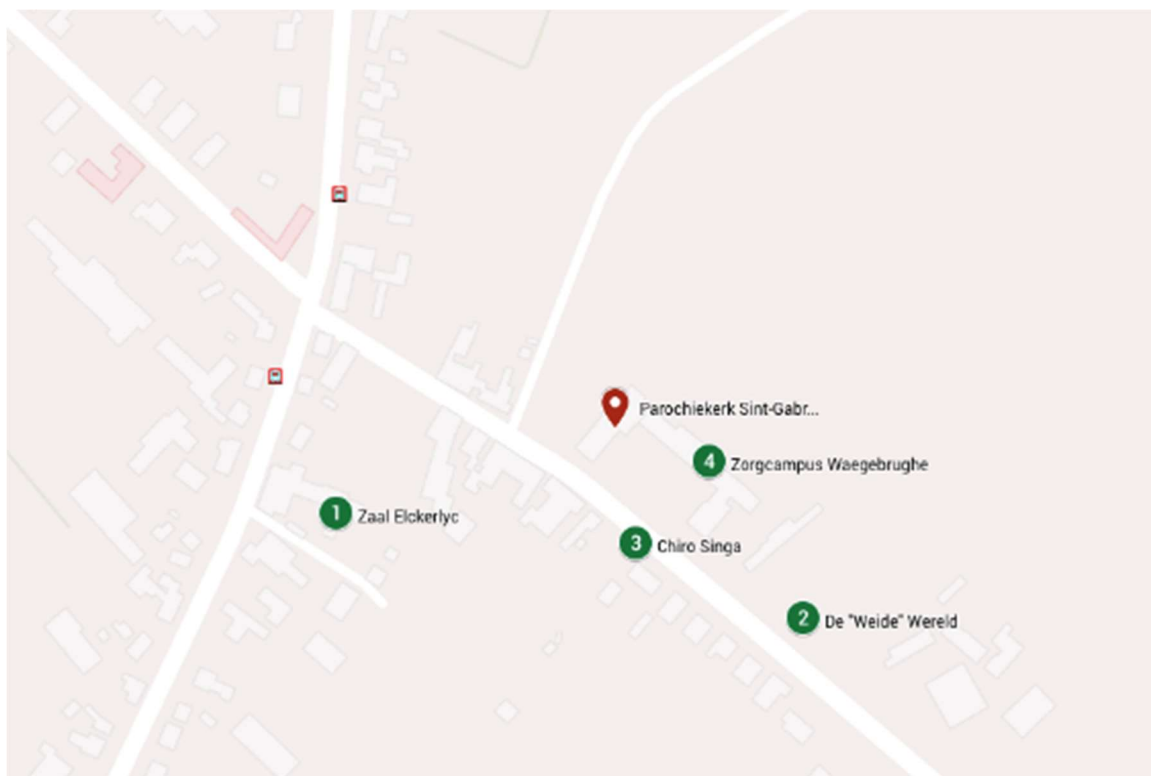 Parochiekerk Sint-Gabr...
4 Zorgcampus Waegebrughe
1 Zaal Elckerlyc
3 Chiro Singa
2 De "Weide" Wereld